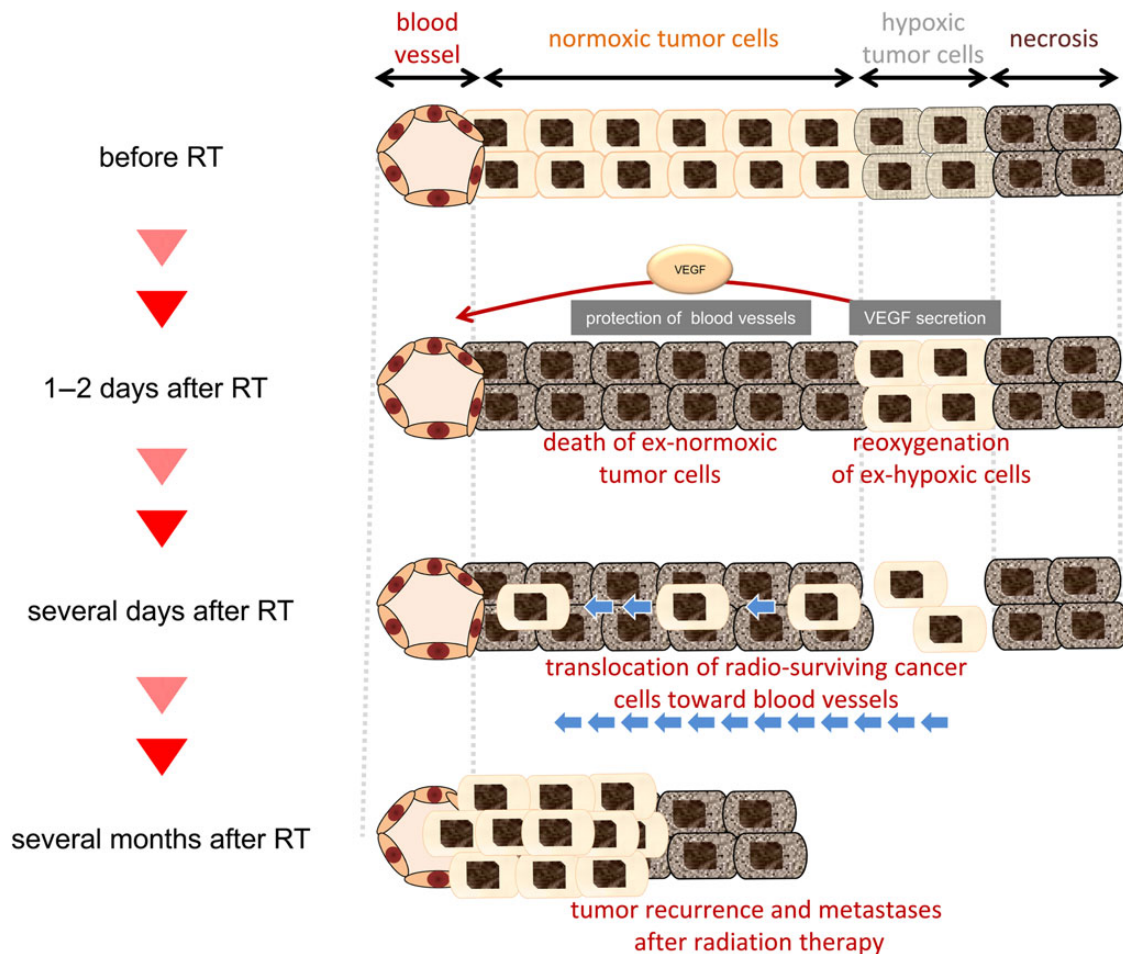 blood
vessel
normoxic tumor cells
hypoxic
tumor cells
necrosis
before RT
VEGF
protection of blood vessels
VEGF secretion
1–2 days after RT
death of ex-normoxic
tumor cells
reoxygenation
of ex-hypoxic cells
several days after RT
translocation of radio-surviving cancer
cells toward blood vessels
several months after RT
tumor recurrence and metastases
after radiation therapy